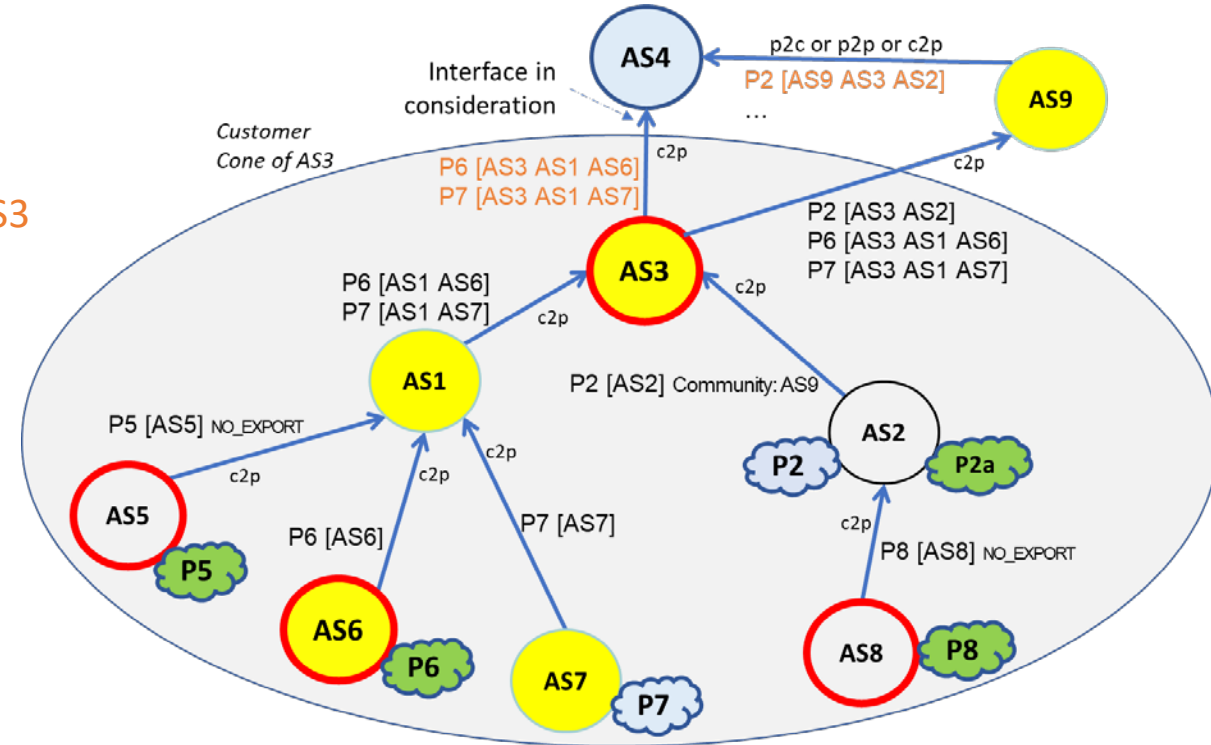 AS4
p2c or p2p or c2p
P2 [AS9 AS3 AS2]
...
AS9
Interface in
consideration
Customer
Cone of AS3
c2p
c2p
P6 [AS3 AS1 AS6]
P7 [AS3 AS1 AS7]
S3
P2 [AS3 AS2]
P6 [AS3 AS1 AS6]
P7 [AS3 AS1 AS7]
AS3
P6 [AS1 AS6]
P7 [AS1 AS7]
c2p
c2p
AS1
P2 [AS2] Community: AS9
P5 [AS5] NO_EXPORT
c2p
c2p
c2p
AS2
P2
P2a
AS5
P5
P6 [AS6]
P7 [AS7]
c2p
P8 [AS8] NO_EXPORT
AS6
P6
AS7
P7
AS8
P8